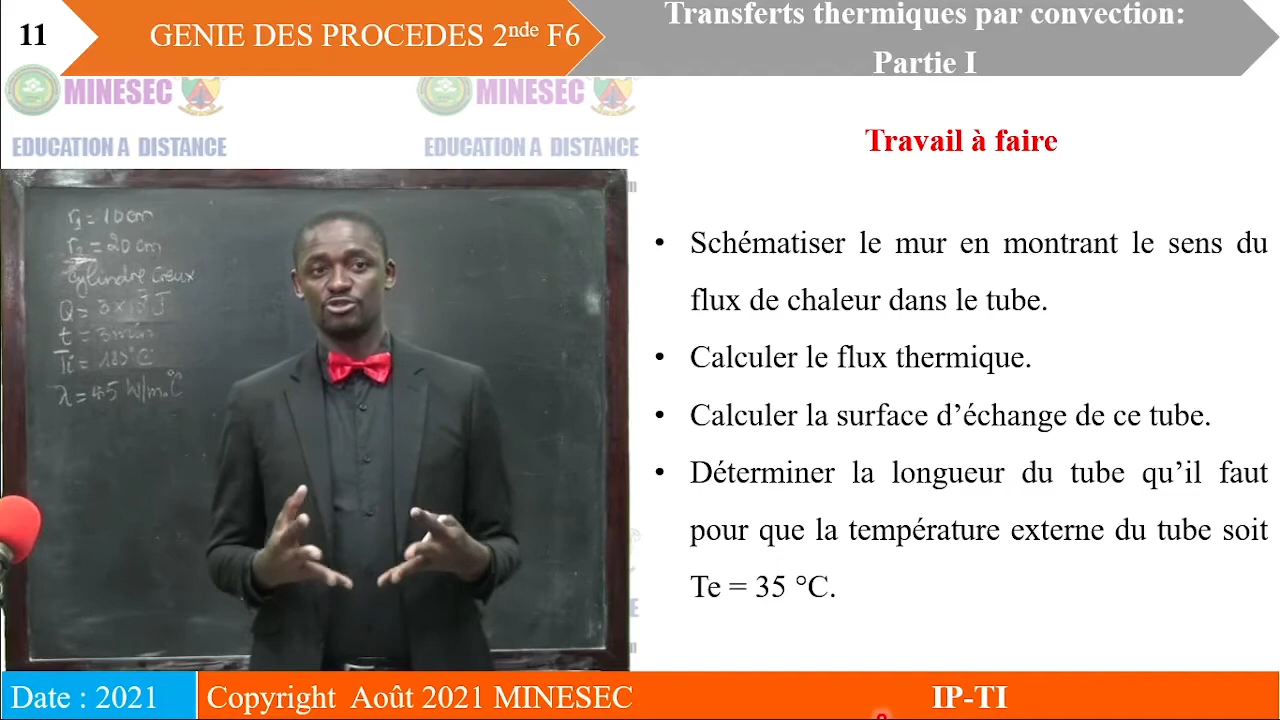 11
GENIE DES PROCEDES 2nde F6
Transferts thermiques par convection:
Partie I
MINESEC
MINESEC
EDUCATION A DISTANCE
EDUCATION A DISTANCE
Travail à faire
r1 = 10 cm
r2 = 20 cm
Cylindre Creux
t = 3 min
• Schématiser le mur en montrant le sens du
flux de chaleur dans le tube.
• Calculer le flux thermique.
• Calculer la surface d’échange de ce tube.
• Déterminer la longueur du tube qu’il faut
pour que la température externe du tube soit
Te = 35 °C.
Date : 2021
Copyright Août 2021 MINESEC
IP-TI